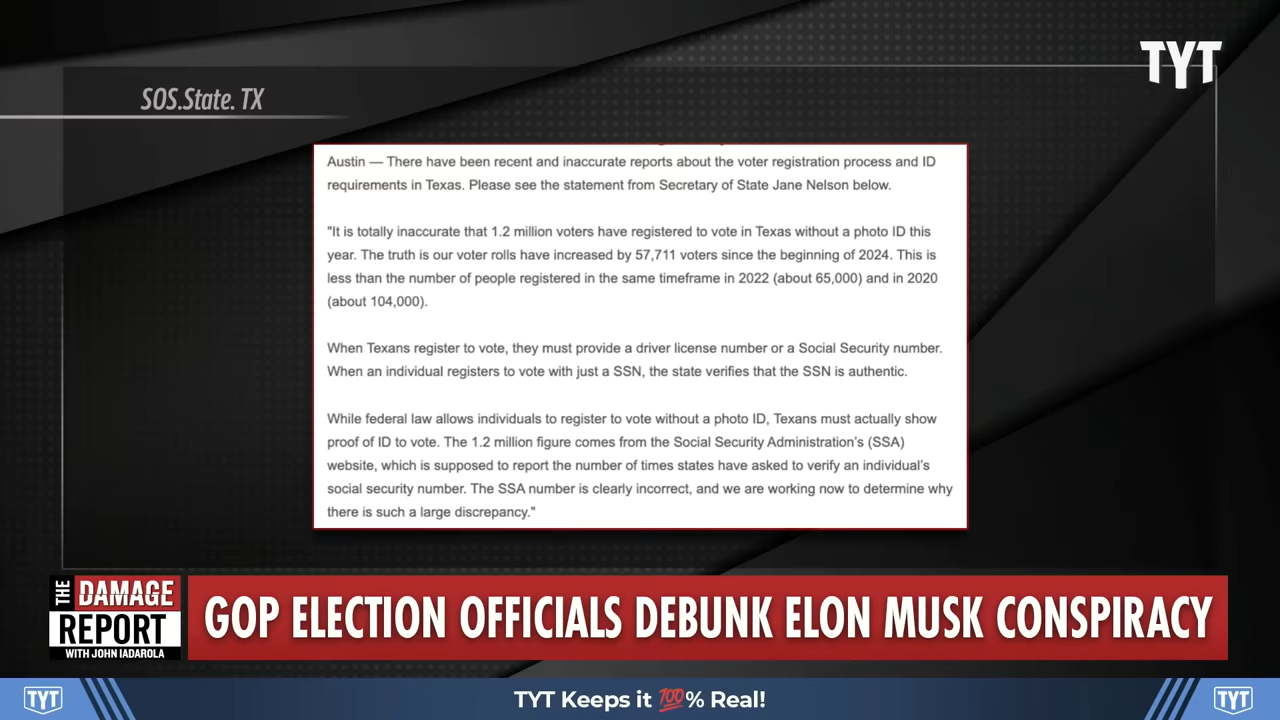 TYT
SOS.State. TX
Austin — There have been recent and inaccurate reports about the voter registration process and ID
requirements in Texas. Please see the statement from Secretary of State Jane Nelson below.
"It is totally inaccurate that 1.2 million voters have registered to vote in Texas without a photo ID this
year. The truth is our voter rolls have increased by 57,711 voters since the beginning of 2024. This is
less than the number of people registered in the same timeframe in 2022 (about 65,000) and in 2020
(about 104,000).
When Texans register to vote, they must provide a driver license number or a Social Security number.
When an individual registers to vote with just a SSN, the state verifies that the SSN is authentic.
While federal law allows individuals to register to vote without a photo ID, Texans must actually show
proof of ID to vote. The 1.2 million figure comes from the Social Security Administration's (SSA)
website, which is supposed to report the number of times states have asked to verify an individual's
social security number. The SSA number is clearly incorrect, and we are working now to determine why
there is such a large discrepancy."
THE DAMAGE
REPORT
WITH JOHN IADAROLA
GOP ELECTION OFFICIALS DEBUNK ELON MUSK CONSPIRACY
TYT
TYT Keeps it 💯% Real!
TYT